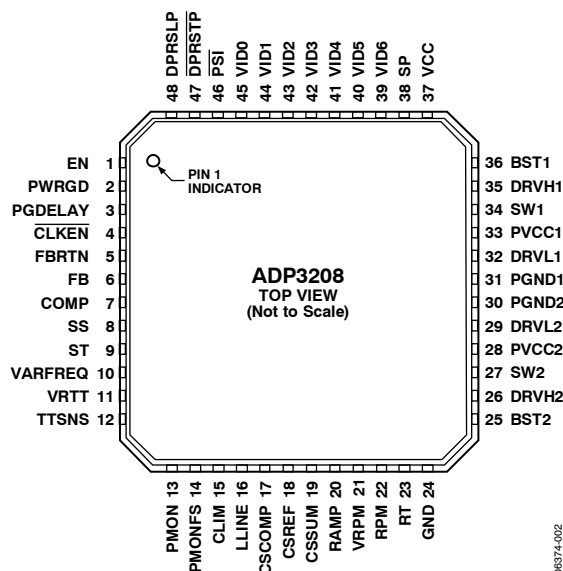 48 DPRSLP
47 DPRSTP
46 PSI
45 VID0
44 VID1
43 VID2
42 VID3
41 VID4
40 VID5
39 VID6
38 SP
37 VCC
EN 1
PWRGD 2
PGDELAY 3
CLKEN 4
FBRTN 5
FB 6
COMP 7
SS 8
ST 9
VARFREQ 10
VRTT 11
TTSNS 12
PIN 1
INDICATOR
ADP3208
TOP VIEW
(Not to Scale)
36 BST1
35 DRVH1
34 SW1
33 PVCC1
32 DRVL1
31 PGND1
30 PGND2
29 DRVL2
28 PVCC2
27 SW2
26 DRVH2
25 BST2
PMON 13
PMONFS 14
CLIM 15
LLINE 16
CSCOMP 17
CSREF 18
CSSUM 19
RAMP 20
VRPM 21
RPM 22
RT 23
GND 24
06374-002